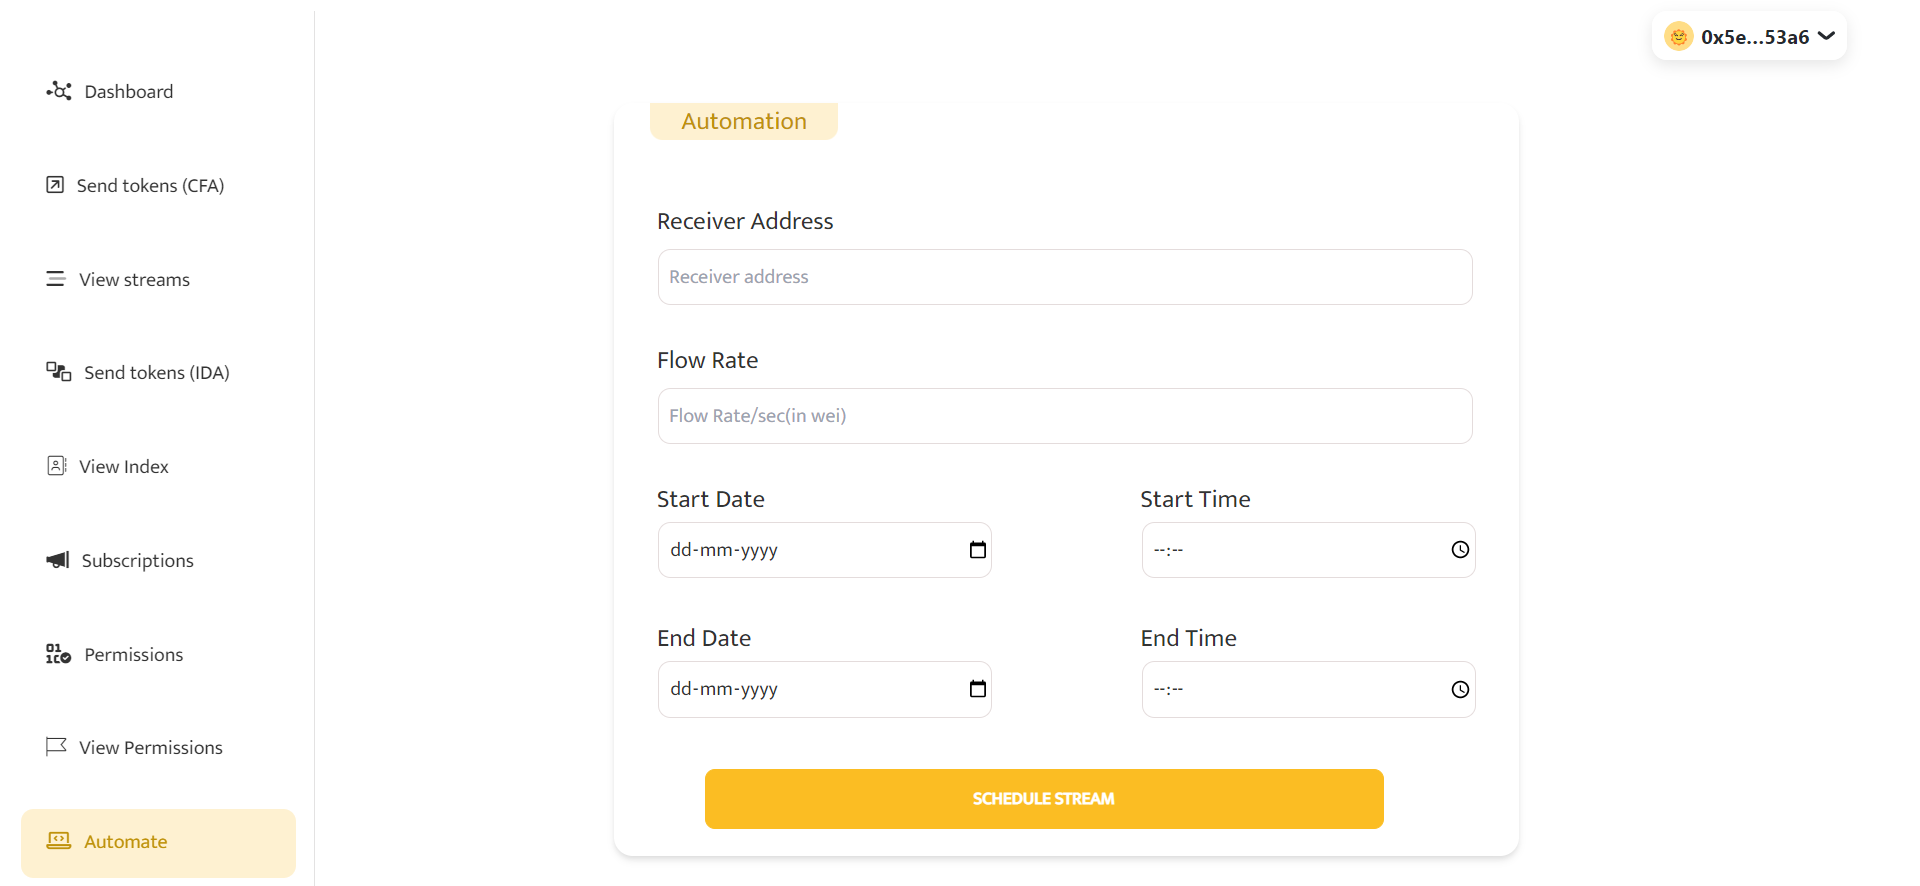 0x5e...53a6
Dashboard
Send tokens (CFA)
View streams
Send tokens (IDA)
View Index
Subscriptions
Permissions
View Permissions
Automate
Automation
Receiver Address
Receiver address
Flow Rate
Flow Rate/sec(in wei)
Start Date
Start Time
dd-mm-yyyy
--:--
End Date
End Time
dd-mm-yyyy
--:--
SCHEDULE STREAM